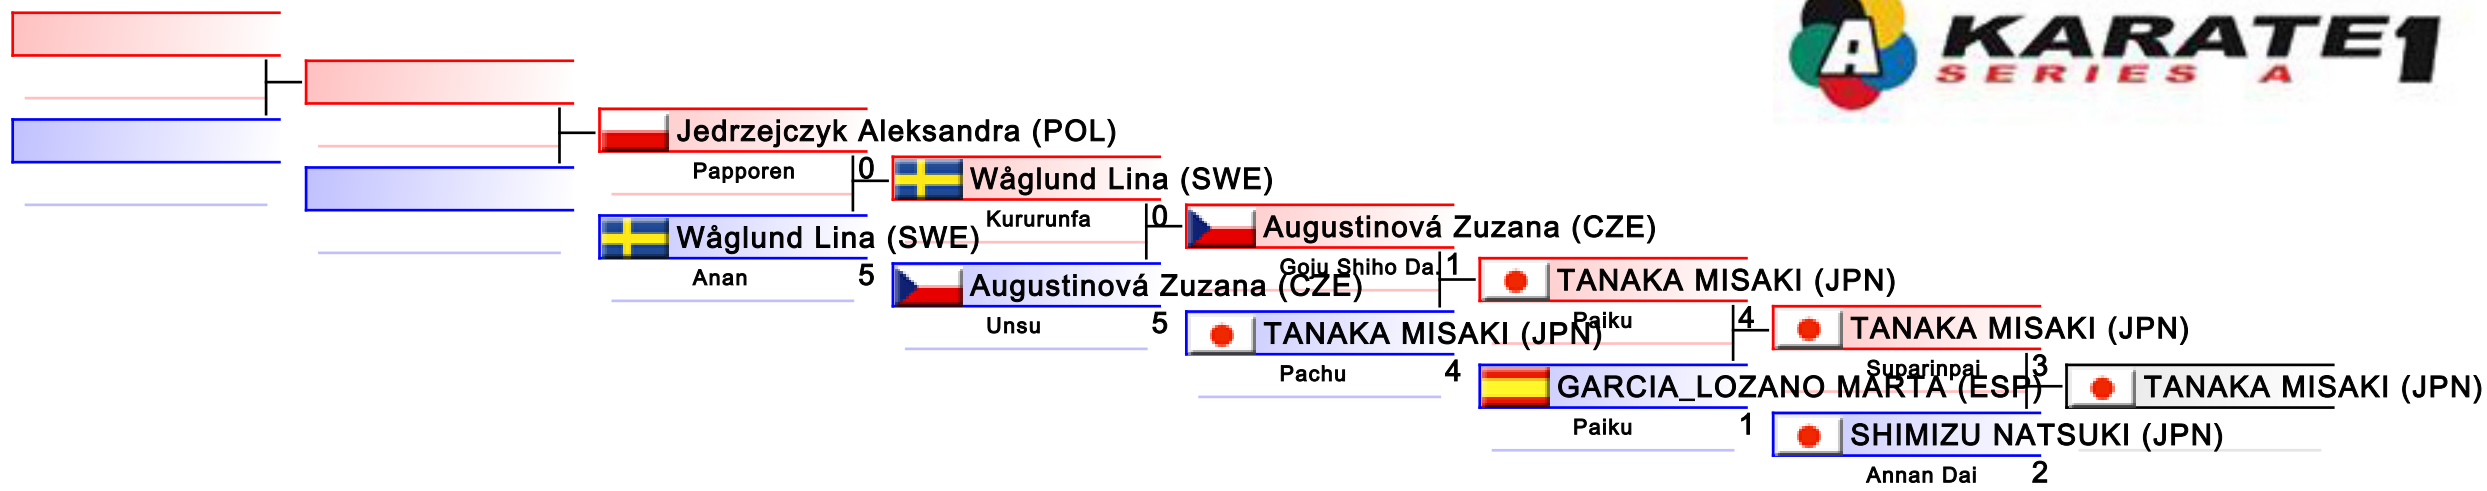 A KARATE1
SERIES A
Jedrzejczyk Aleksandra (POL)
Papporen
0
Wåglund Lina (SWE)
Anan
5
Wåglund Lina (SWE)
Kururunfa
0
Augustinová Zuzana (CZE)
Unsu
5
Augustinová Zuzana (CZE)
Goju Shiho Da.
1
TANAKA MISAKI (JPN)
Pachu
4
TANAKA MISAKI (JPN)
Paiku
4
GARCIA_LOZANO MARTA (ESP)
Paiku
1
TANAKA MISAKI (JPN)
Suparinpai
3
SHIMIZU NATSUKI (JPN)
Annan Dai
2
TANAKA MISAKI (JPN)